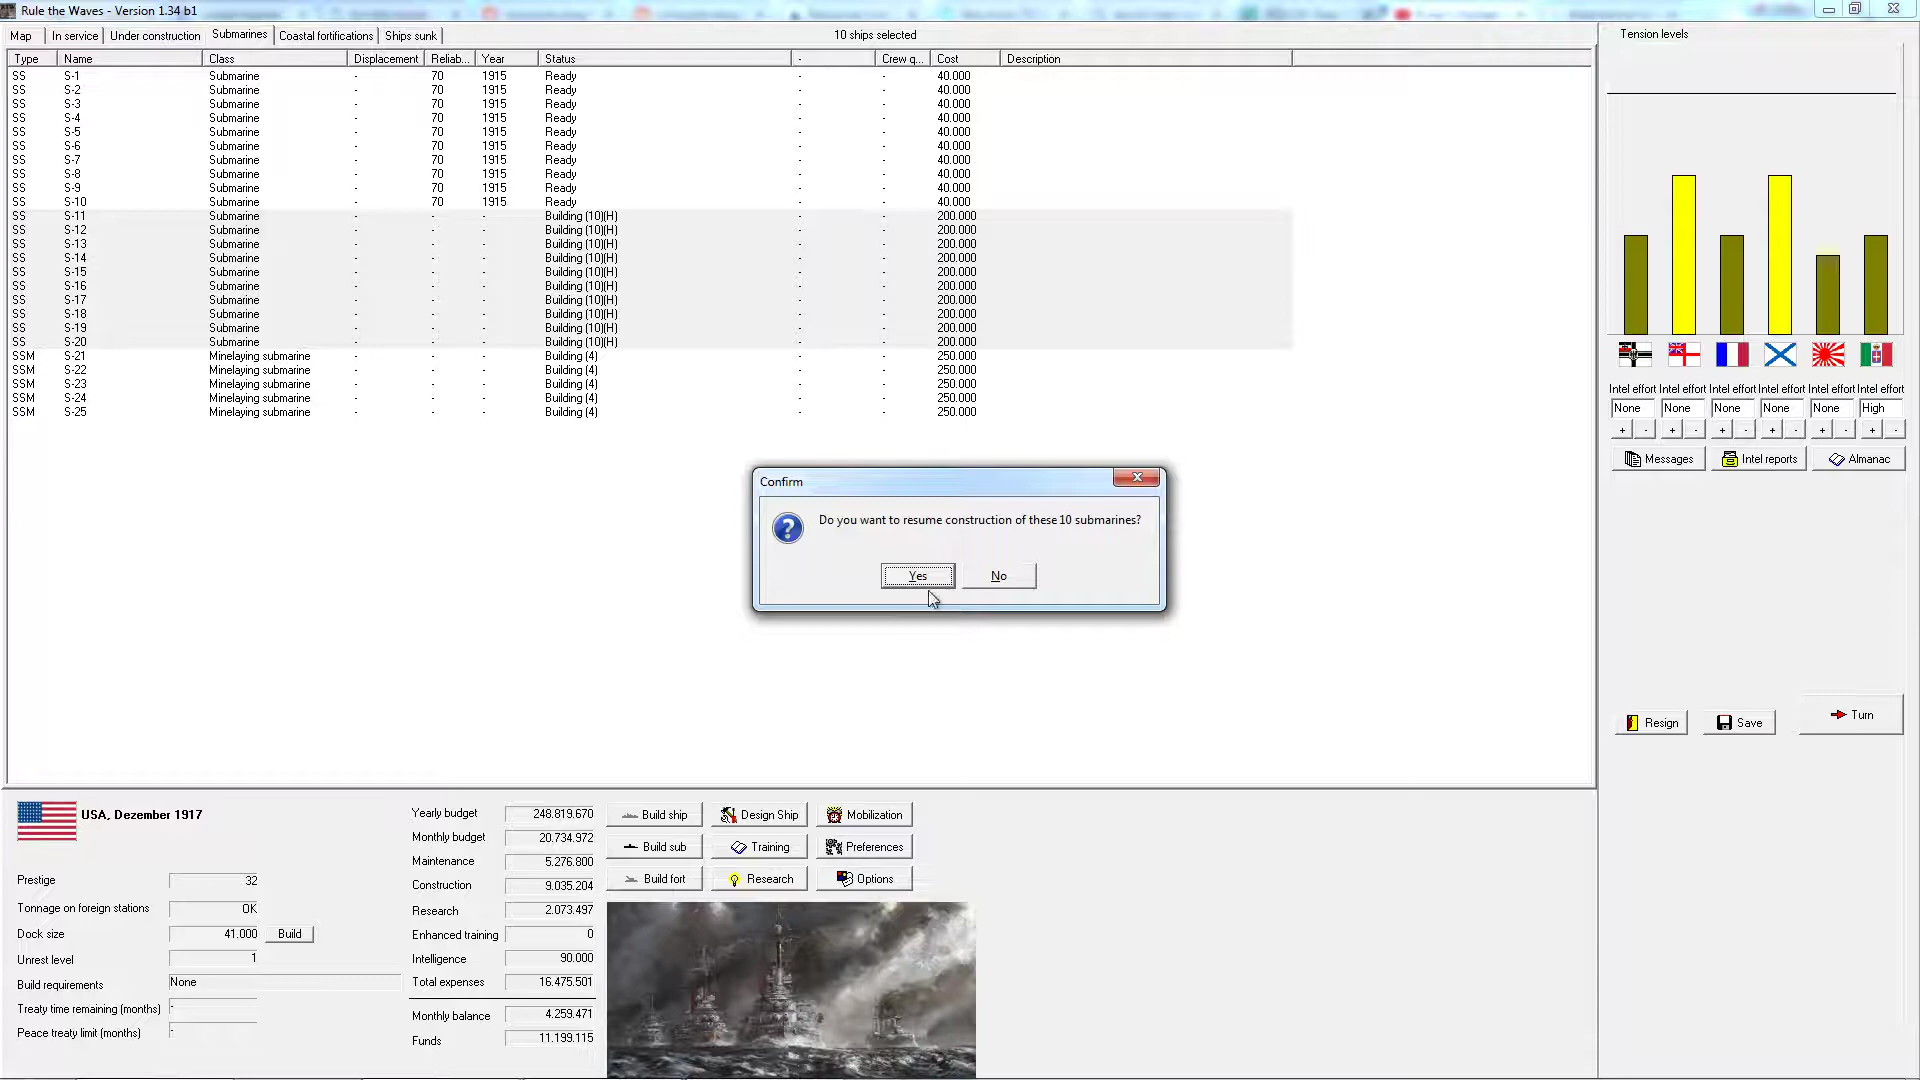 Rule the Waves - Version 1.34 b1
Map In service Under construction Submarines Coastal fortifications Ships sunk 10 ships selected Tension levels
Type Name Class Displacement Reliab... Year Status - Crew q... Cost Description
SS S-1 Submarine - 70 1915 Ready - - 40.000
SS S-2 Submarine - 70 1915 Ready - - 40.000
SS S-3 Submarine - 70 1915 Ready - - 40.000
SS S-4 Submarine - 70 1915 Ready - - 40.000
SS S-5 Submarine - 70 1915 Ready - - 40.000
SS S-6 Submarine - 70 1915 Ready - - 40.000
SS S-7 Submarine - 70 1915 Ready - - 40.000
SS S-8 Submarine - 70 1915 Ready - - 40.000
SS S-9 Submarine - 70 1915 Ready - - 40.000
SS S-10 Submarine - 70 1915 Ready - - 40.000
SS S-11 Submarine - - - Building (10)(H) - - 200.000
SS S-12 Submarine - - - Building (10)(H) - - 200.000
SS S-13 Submarine - - - Building (10)(H) - - 200.000
SS S-14 Submarine - - - Building (10)(H) - - 200.000
SS S-15 Submarine - - - Building (10)(H) - - 200.000
SS S-16 Submarine - - - Building (10)(H) - - 200.000
SS S-17 Submarine - - - Building (10)(H) - - 200.000
SS S-18 Submarine - - - Building (10)(H) - - 200.000
SS S-19 Submarine - - - Building (10)(H) - - 200.000
SS S-20 Submarine - - - Building (10)(H) - - 200.000
SSM S-21 Minelaying submarine - - - Building (4) - - 250.000
SSM S-22 Minelaying submarine - - - Building (4) - - 250.000
SSM S-23 Minelaying submarine - - - Building (4) - - 250.000
SSM S-24 Minelaying submarine - - - Building (4) - - 250.000
SSM S-25 Minelaying submarine - - - Building (4) - - 250.000
Intel effort Intel effort Intel effort Intel effort Intel effort Intel effort
None None None None None High
+ - + - + - + - + - + -
Messages Intel reports Almanac
Confirm
Do you want to resume construction of these 10 submarines?
Yes No
Resign Save Turn
USA, Dezember 1917
Prestige 32
Tonnage on foreign stations OK
Dock size 41.000 Build
Unrest level 1
Build requirements None
Treaty time remaining (months) -
Peace treaty limit (months) -
Yearly budget 248.819.670
Monthly budget 20.734.972
Maintenance 5.276.800
Construction 9.035.204
Research 2.073.497
Enhanced training 0
Intelligence 90.000
Total expenses 16.475.501
Monthly balance 4.259.471
Funds 11.199.115
Build ship Design Ship Mobilization
Build sub Training Preferences
Build fort Research Options